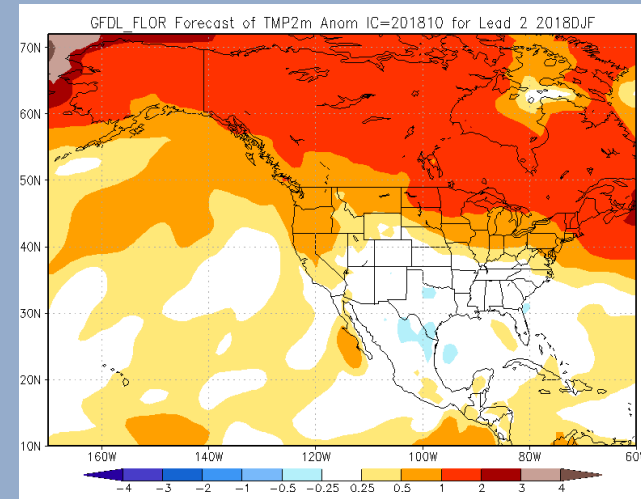 GFDL_FLOR Forecast of TMP2m Anom IC=201810 for Lead 2 2018DJF
70N
60N
50N
40N
30N
20N
10N
160W 140W 120W 100W 80W 60W
-4 -3 -2 -1 -0.5 -0.25 0.25 0.5 1 2 3 4